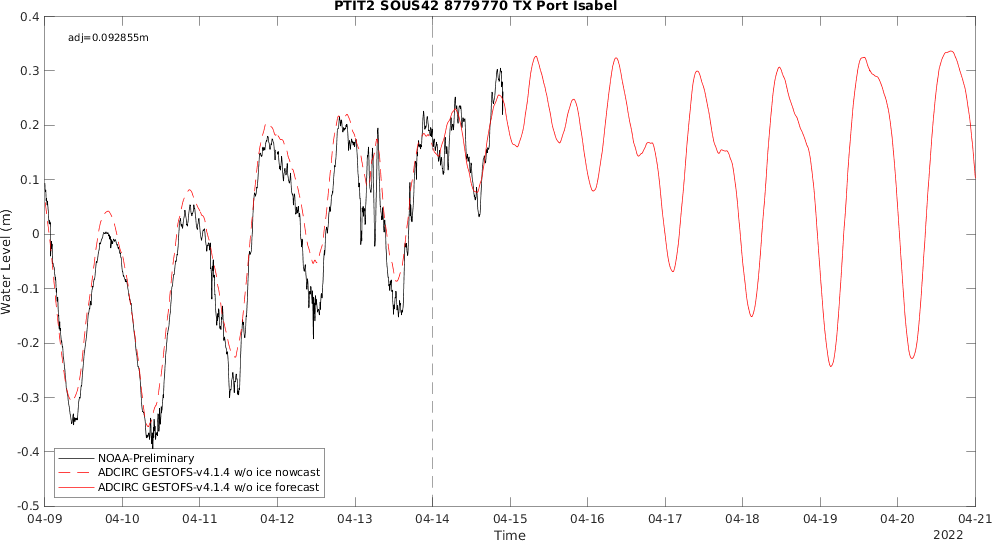 PTIT2 SOUS42 8779770 TX Port Isabel
adj=0.092855m
0.4
0.3
0.2
0.1
0
-0.1
-0.2
-0.3
-0.4
-0.5
Water Level (m)
NOAA-Preliminary
ADCIRC GESTOFS-v4.1.4 w/o ice nowcast
ADCIRC GESTOFS-v4.1.4 w/o ice forecast
04-09 04-10 04-11 04-12 04-13 04-14 04-15 04-16 04-17 04-18 04-19 04-20 04-21
Time
2022